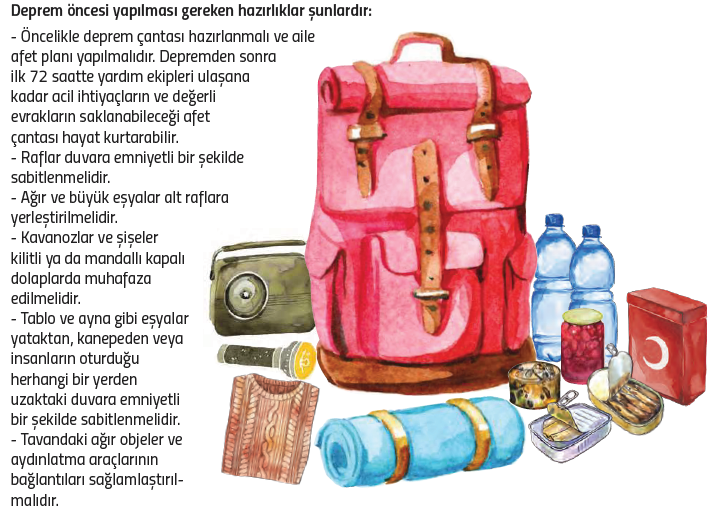 Deprem öncesi yapılması gereken hazırlıklar şunlardır:
- Öncelikle deprem çantası hazırlanmalı ve aile
afet planı yapılmalıdır. Depremden sonra
ilk 72 saatte yardım ekipleri ulaşana
kadar acil ihtiyaçların ve değerli
evrakların saklanabileceği afet
çantası hayat kurtarabilir.
- Raflar duvara emniyetli bir şekilde
sabitlenmelidir.
- Ağır ve büyük eşyalar alt raflara
yerleştirilmelidir.
- Kavanozlar ve şişeler
kilitli ya da mandallı kapalı
dolaplarda muhafaza
edilmelidir.
- Tablo ve ayna gibi eşyalar
yataktan, kanepeden veya
insanların oturduğu
herhangi bir yerden
uzaktaki duvara emniyetli
bir şekilde sabitlenmelidir.
- Tavandaki ağır objeler ve
aydınlatma araçlarının
bağlantıları sağlamlaştırıl-
malıdır.